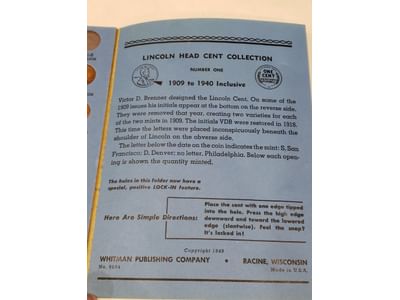 LINCOLN HEAD CENT COLLECTION
NUMBER ONE
1909 to 1940 Inclusive
ONE CENT
Victor D. Brenner designed the Lincoln Cent. On some of the
1909 issues his initials appear at the bottom on the reverse side.
They were removed that year, creating two varieties for each
of the two mints in 1909. The initials VDB were restored in 1918.
This time the letters were placed inconspicuously beneath the
shoulder of Lincoln on the obverse side.
The letter below the date on the coin indicates the mint: S, San
Francisco; D, Denver; no letter, Philadelphia. Below each open-
ing is shown the quantity minted.
The holes in this folder now have a
special, positive LOCK-IN feature.
Here Are Simple Directions:
Place the cent with one edge tipped
into the hole. Press the high edge
downward and toward the lowered
edge (slantwise). Feel the snap?
It's locked in!
Copyright
WHITMAN PUBLISHING COMPANY • RACINE, WISCONSIN
No. Made in U.S.A.